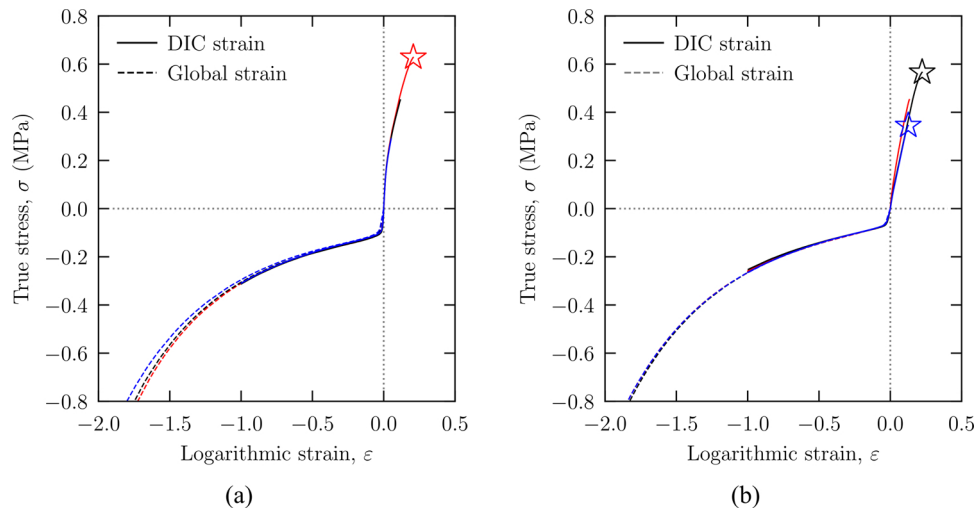 0.8
0.6
0.4
0.2
0.0
−0.2
−0.4
−0.6
−0.8
True stress, σ (MPa)
DIC strain
Global strain
−2.0 −1.5 −1.0 −0.5 0.0 0.5
Logarithmic strain, ε
(a)
0.8
0.6
0.4
0.2
0.0
−0.2
−0.4
−0.6
−0.8
True stress, σ (MPa)
DIC strain
Global strain
−2.0 −1.5 −1.0 −0.5 0.0 0.5
Logarithmic strain, ε
(b)